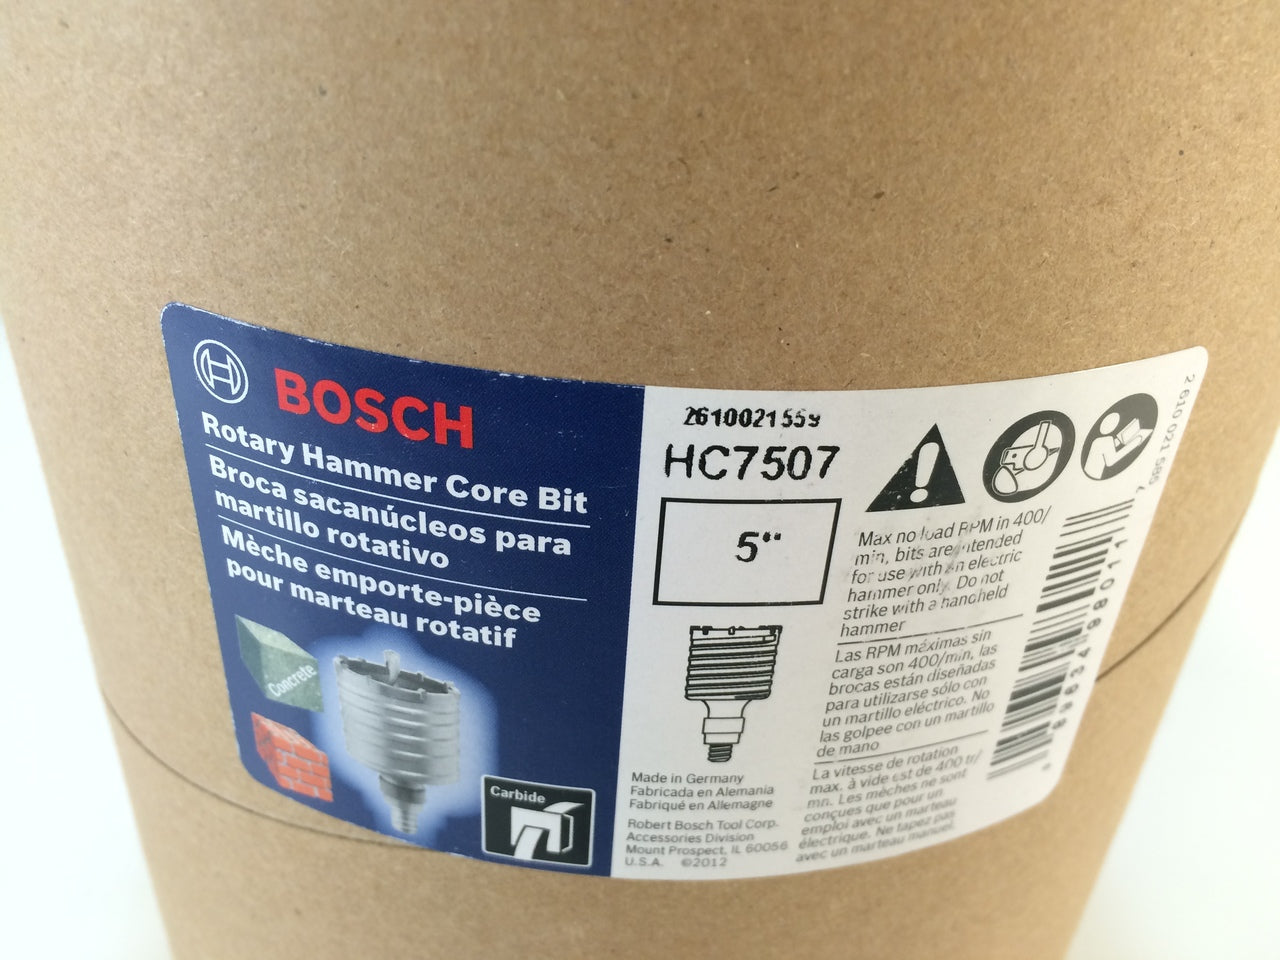 BOSCH
Rotary Hammer Core Bit
Broca sacanúcleos para
martillo rotativo
Mèche emporte-pièce
pour marteau rotatif
Concrete
Carbide
2610021559
HC7507
5"
Made in Germany
Fabricada en Alemania
Fabriqué en Allemagne
Robert Bosch Tool Corp.
Accessories Division
Mount Prospect, IL 60056
U.S.A. ©2012
Max no load RPM in 400/
min, bits are intended
for use with an electric
hammer only. Do not
strike with a handheld
hammer
Las RPM máximas sin
carga son 400/min, las
brocas están diseñadas
para utilizarse sólo con
un martillo eléctrico. No
las golpee con un martillo
de mano
La vitesse de rotation
max. à vide est de 400 tr/
mn. Les mèches ne sont
conçues que pour un
emploi avec un marteau
électrique. Ne tapez pas
avec un marteau manuel.
2 610 021 685